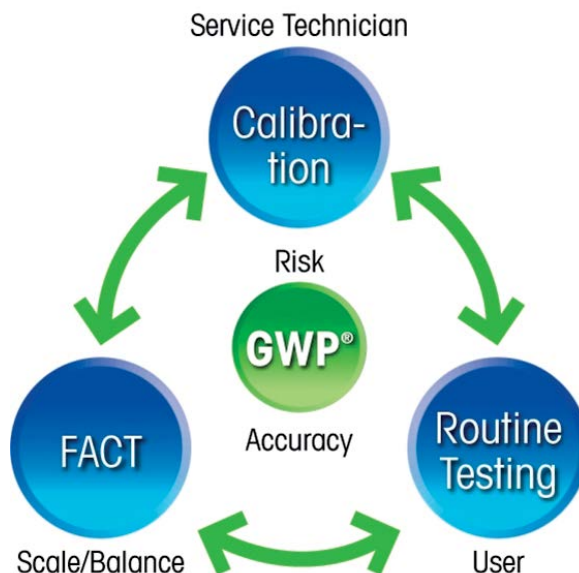 Service Technician
Calibra-
tion
Risk
GWP®
Accuracy
FACT
Scale/Balance
Routine
Testing
User